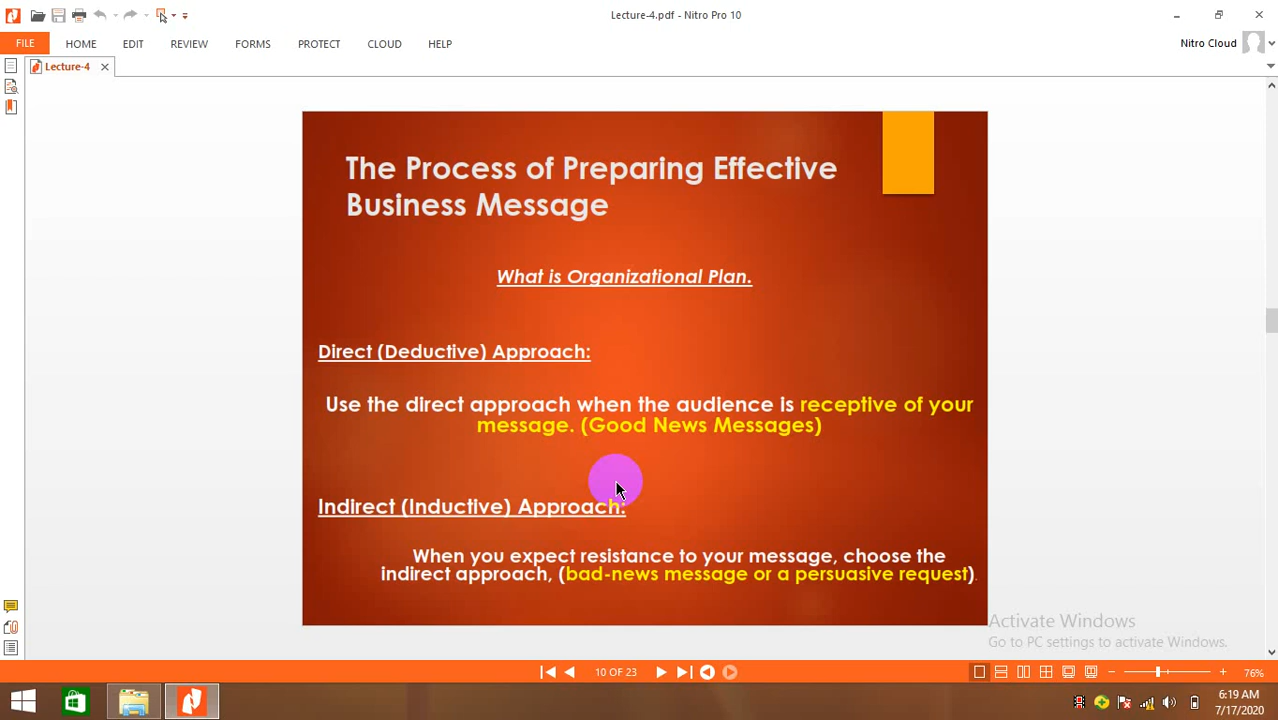 Lecture-4.pdf - Nitro Pro 10
FILE HOME EDIT REVIEW FORMS PROTECT CLOUD HELP
Nitro Cloud
Lecture-4
The Process of Preparing Effective
Business Message
What is Organizational Plan.
Direct (Deductive) Approach:
Use the direct approach when the audience is receptive of your
message. (Good News Messages)
Indirect (Inductive) Approach:
When you expect resistance to your message, choose the
indirect approach, (bad-news message or a persuasive request).
Activate Windows
Go to PC settings to activate Windows.
10 OF 23
76%
6:19 AM
7/17/2020